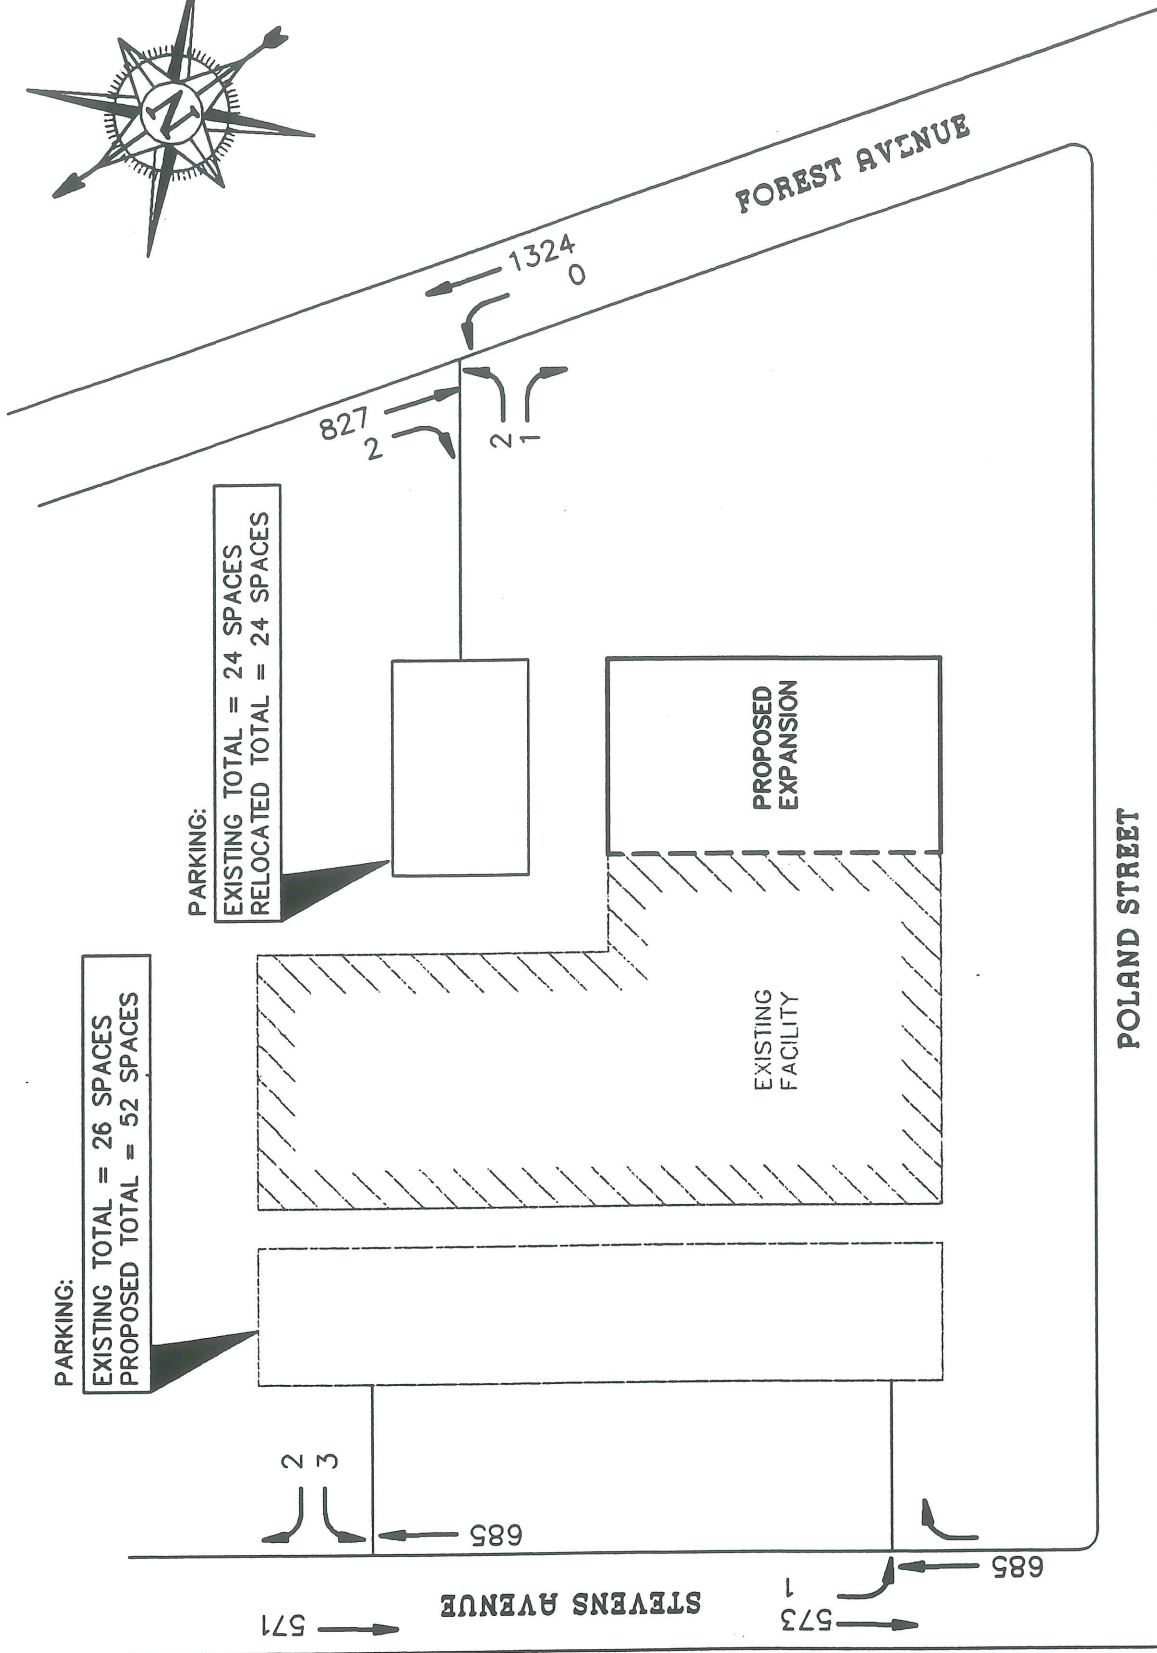 N
FOREST AVENUE
1324
0
827
2
2
1
PARKING:
EXISTING TOTAL = 24 SPACES
RELOCATED TOTAL = 24 SPACES
PARKING:
EXISTING TOTAL = 26 SPACES
PROPOSED TOTAL = 52 SPACES
PROPOSED
EXPANSION
EXISTING
FACILITY
POLAND STREET
2
3
685
STEVENS AVENUE
571
1
573
685